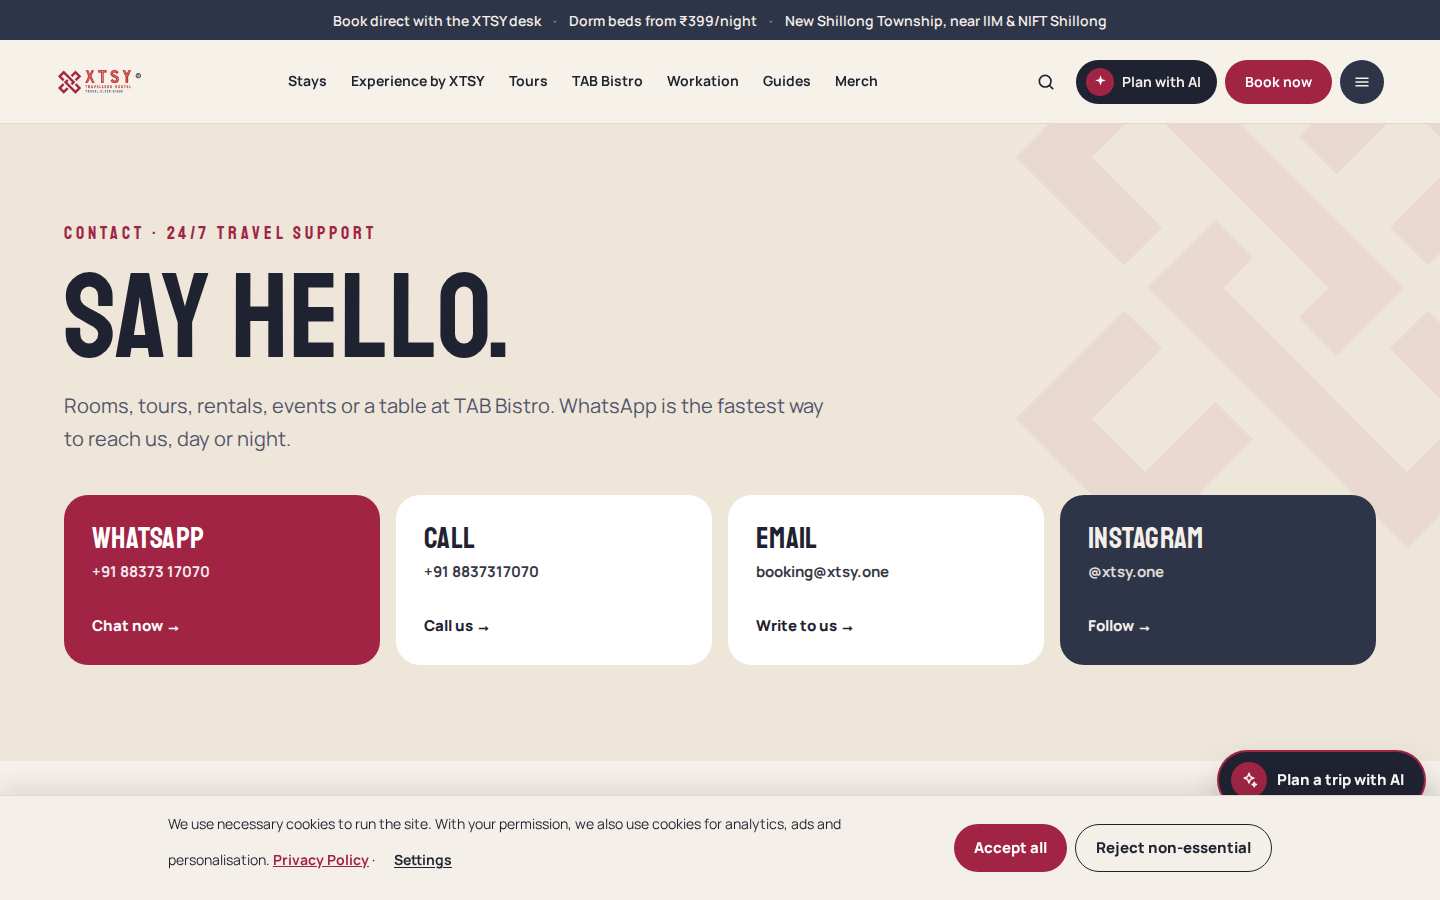 Book direct with the XTSY desk · Dorm beds from ₹399/night · New Shillong Township, near IIM & NIFT Shillong
XTSY
Stays Experience by XTSY Tours TAB Bistro Workation Guides Merch Plan with AI Book now
CONTACT · 24/7 TRAVEL SUPPORT
SAY HELLO.
Rooms, tours, rentals, events or a table at TAB Bistro. WhatsApp is the fastest way
to reach us, day or night.
WHATSAPP
+91 88373 17070
Chat now →
CALL
+91 8837317070
Call us →
EMAIL
booking@xtsy.one
Write to us →
INSTAGRAM
@xtsy.one
Follow →
Plan a trip with AI
We use necessary cookies to run the site. With your permission, we also use cookies for analytics, ads and
personalisation. Privacy Policy · Settings
Accept all
Reject non-essential